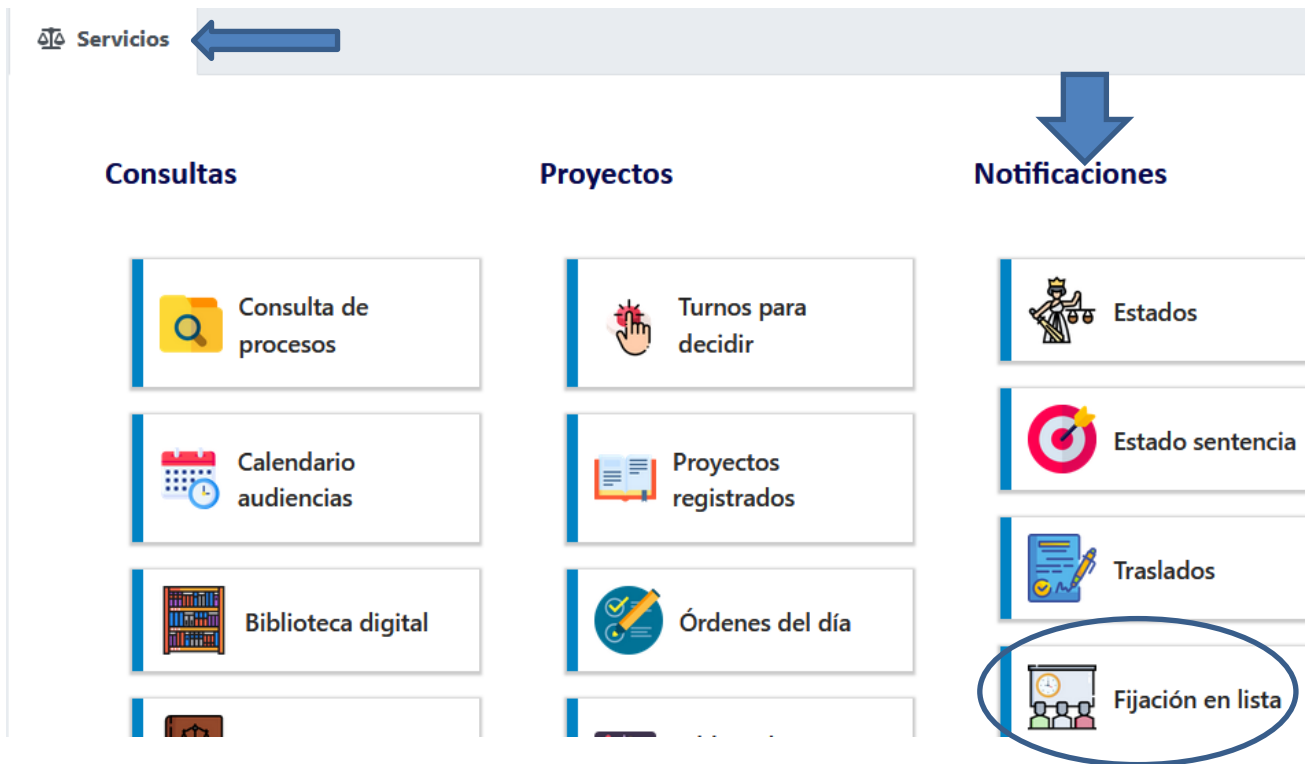 Servicios
Consultas
Proyectos
Notificaciones
Consulta de
procesos
Turnos para
decidir
Estados
Calendario
audiencias
Proyectos
registrados
Estado sentencia
Traslados
Biblioteca digital
Órdenes del día
Fijación en lista